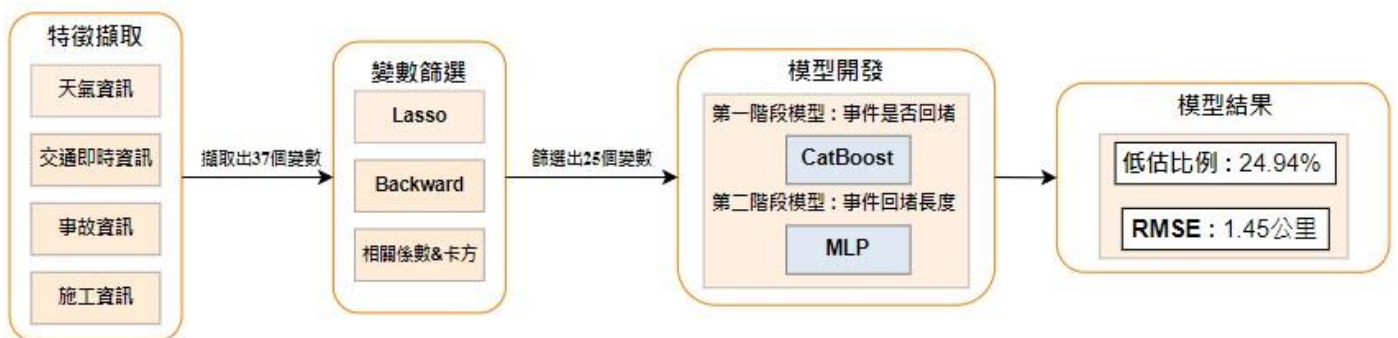 特徵擷取
天氣資訊
交通即時資訊
事故資訊
施工資訊
擷取出37個變數
變數篩選
Lasso
Backward
相關係數&卡方
篩選出25個變數
模型開發
第一階段模型：事件是否回堵
CatBoost
第二階段模型：事件回堵長度
MLP
模型結果
低估比例：24.94%
RMSE：1.45公里